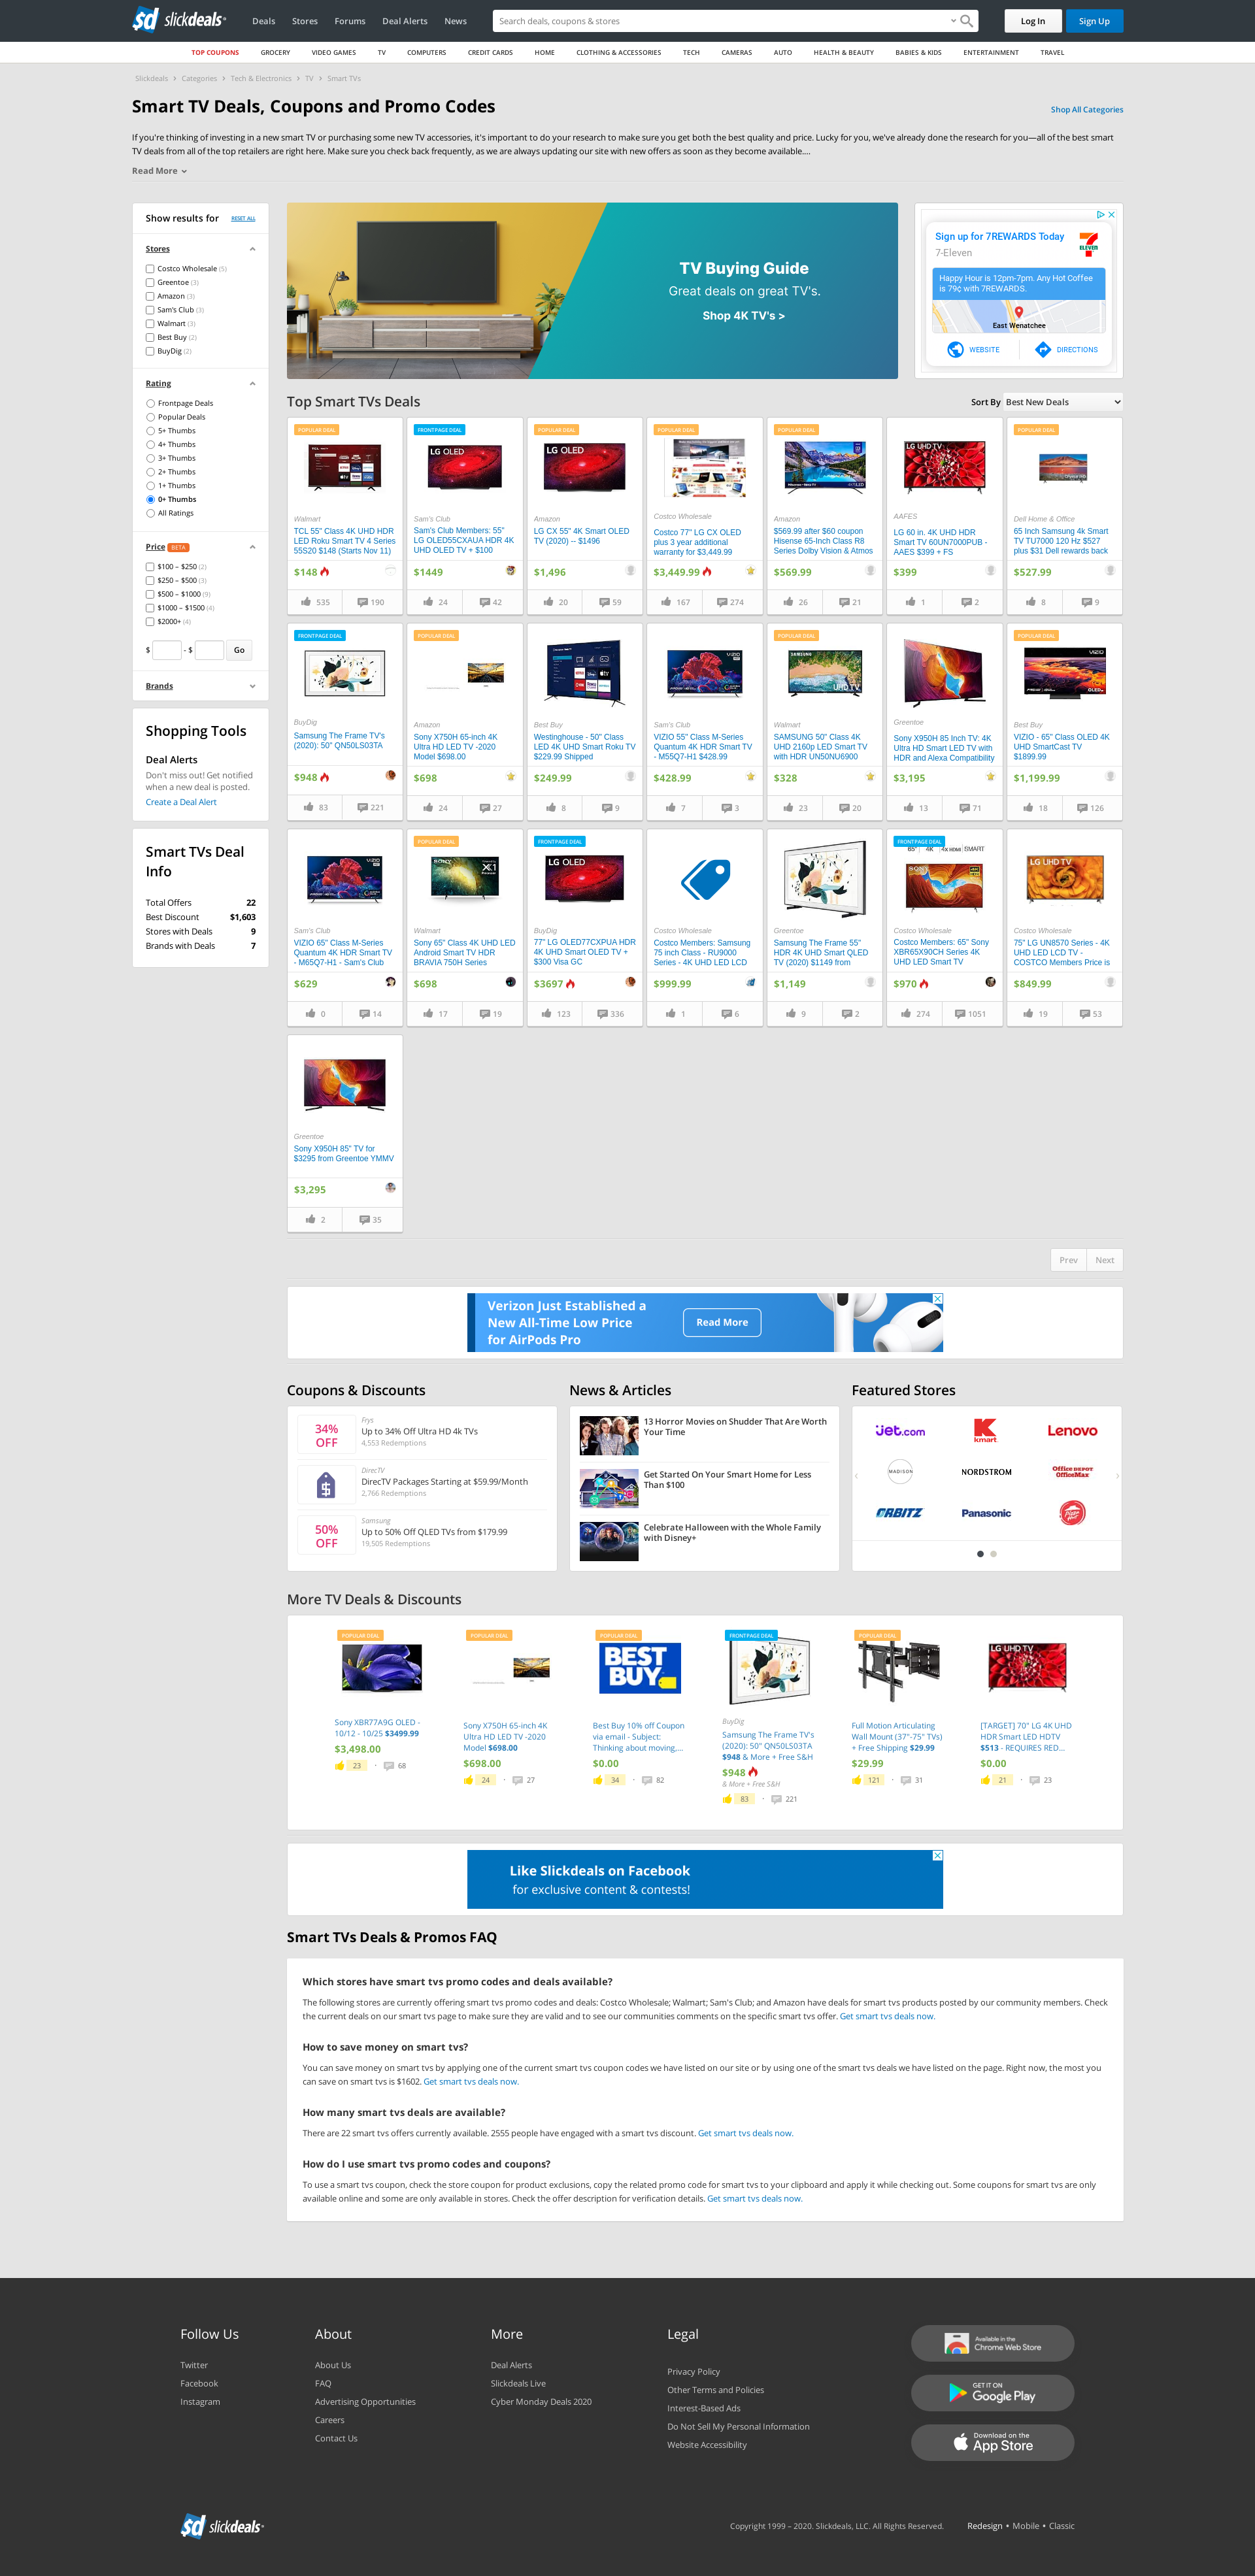 slickdeals
Deals
Stores
Forums
Deal Alerts
News
Search deals, coupons & stores
Log In
Sign Up
TOP COUPONS
GROCERY
VIDEO GAMES
TV
COMPUTERS
CREDIT CARDS
HOME
CLOTHING & ACCESSORIES
TECH
CAMERAS
AUTO
HEALTH & BEAUTY
BABIES & KIDS
ENTERTAINMENT
TRAVEL
Slickdeals > Categories > Tech & Electronics > TV > Smart TVs
Smart TV Deals, Coupons and Promo Codes
Shop All Categories
If you're thinking of investing in a new smart TV or purchasing some new TV accessories, it's important to do your research to make sure you get both the best quality and price. Lucky for you, we've already done the research for you—all of the best smart
TV deals from all of the top retailers are right here. Make sure you check back frequently, as we are always updating our site with new offers as soon as they become available....
Read More
Show results for
RESET ALL
Stores
Costco Wholesale (5)
Greentoe (3)
Amazon (3)
Sam's Club (3)
Walmart (3)
Best Buy (2)
BuyDig (2)
Rating
Frontpage Deals
Popular Deals
5+ Thumbs
4+ Thumbs
3+ Thumbs
2+ Thumbs
1+ Thumbs
0+ Thumbs
All Ratings
Price BETA
$100 – $250 (2)
$250 – $500 (3)
$500 – $1000 (9)
$1000 – $1500 (4)
$2000+ (4)
$ - $ Go
Brands
Shopping Tools
Deal Alerts
Don't miss out! Get notified
when a new deal is posted.
Create a Deal Alert
Smart TVs Deal
Info
Total Offers 22
Best Discount $1,603
Stores with Deals 9
Brands with Deals 7
TV Buying Guide
Great deals on great TV's.
Shop 4K TV's >
Sign up for 7REWARDS Today
7-Eleven
ELEVEN
Happy Hour is 12pm-7pm. Any Hot Coffee
is 79¢ with 7REWARDS.
East Wenatchee
WEBSITE
DIRECTIONS
Top Smart TVs Deals
Sort By Best New Deals
POPULAR DEAL
Walmart
TCL 55" Class 4K UHD HDR
LED Roku Smart TV 4 Series
55S20 $148 (Starts Nov 11)
$148
535 190
FRONTPAGE DEAL
LG OLED
Sam's Club
Sam's Club Members: 55"
LG OLED55CXAUA HDR 4K
UHD OLED TV + $100
$1449
24 42
POPULAR DEAL
LG OLED
Amazon
LG CX 55" 4K Smart OLED
TV (2020) -- $1496
$1,496
20 59
POPULAR DEAL
Costco Wholesale
Costco 77" LG CX OLED
plus 3 year additional
warranty for $3,449.99
$3,449.99
167 274
POPULAR DEAL
Amazon
$569.99 after $60 coupon
Hisense 65-Inch Class R8
Series Dolby Vision & Atmos
$569.99
26 21
LG UHD TV
AAFES
LG 60 in. 4K UHD HDR
Smart TV 60UN7000PUB -
AAES $399 + FS
$399
1 2
POPULAR DEAL
Dell Home & Office
65 Inch Samsung 4k Smart
TV TU7000 120 Hz $527
plus $31 Dell rewards back
$527.99
8 9
FRONTPAGE DEAL
BuyDig
Samsung The Frame TV's
(2020): 50" QN50LS03TA
$948
83 221
POPULAR DEAL
Amazon
Sony X750H 65-inch 4K
Ultra HD LED TV -2020
Model $698.00
$698
24 27
Best Buy
Westinghouse - 50" Class
LED 4K UHD Smart Roku TV
$229.99 Shipped
$249.99
8 9
VIZIO
Sam's Club
VIZIO 55" Class M-Series
Quantum 4K HDR Smart TV
- M55Q7-H1 $428.99
$428.99
7 3
POPULAR DEAL
SAMSUNG
UHD TV
Walmart
SAMSUNG 50" Class 4K
UHD 2160p LED Smart TV
with HDR UN50NU6900
$328
23 20
Greentoe
Sony X950H 85 Inch TV: 4K
Ultra HD Smart LED TV with
HDR and Alexa Compatibility
$3,195
13 71
POPULAR DEAL
VIZIO
OLED
Best Buy
VIZIO - 65" Class OLED 4K
UHD SmartCast TV
$1899.99
$1,199.99
18 126
VIZIO
Sam's Club
VIZIO 65" Class M-Series
Quantum 4K HDR Smart TV
- M65Q7-H1 - Sam's Club
$629
0 14
POPULAR DEAL
SONY
X1
Walmart
Sony 65" Class 4K UHD LED
Android Smart TV HDR
BRAVIA 750H Series
$698
17 19
FRONTPAGE DEAL
LG OLED
BuyDig
77" LG OLED77CXPUA HDR
4K UHD Smart OLED TV +
$300 Visa GC
$3697
123 336
Costco Wholesale
Costco Members: Samsung
75 inch Class - RU9000
Series - 4K UHD LED LCD
$999.99
1 6
Greentoe
Samsung The Frame 55"
HDR 4K UHD Smart QLED
TV (2020) $1149 from
$1,149
9 2
FRONTPAGE DEAL
65" 4K 4x HDMI SMART
SONY
Costco Wholesale
Costco Members: 65" Sony
XBR65X90CH Series 4K
UHD LED Smart TV
$970
274 1051
LG UHD TV
Costco Wholesale
75" LG UN8570 Series - 4K
UHD LED LCD TV -
COSTCO Members Price is
$849.99
19 53
Greentoe
Sony X950H 85" TV for
$3295 from Greentoe YMMV
$3,295
2 35
Prev
Next
Verizon Just Established a
New All-Time Low Price
for AirPods Pro
Read More
Coupons & Discounts
34%
OFF
Frys
Up to 34% Off Ultra HD 4k TVs
4,553 Redemptions
DirecTV
DirecTV Packages Starting at $59.99/Month
2,766 Redemptions
50%
OFF
Samsung
Up to 50% Off QLED TVs from $179.99
19,505 Redemptions
News & Articles
13 Horror Movies on Shudder That Are Worth
Your Time
Get Started On Your Smart Home for Less
Than $100
Celebrate Halloween with the Whole Family
with Disney+
Featured Stores
jet.com
kmart
Lenovo
MADISON
NORDSTROM
Office DEPOT
OfficeMax
ORBITZ
Panasonic
Pizza Hut
More TV Deals & Discounts
POPULAR DEAL
Sony XBR77A9G OLED -
10/12 - 10/25 $3499.99
$3,498.00
23 · 68
POPULAR DEAL
Sony X750H 65-inch 4K
Ultra HD LED TV -2020
Model $698.00
$698.00
24 · 27
POPULAR DEAL
BEST
BUY
Best Buy 10% off Coupon
via email - Subject:
Thinking about moving,...
$0.00
34 · 82
FRONTPAGE DEAL
BuyDig
Samsung The Frame TV's
(2020): 50" QN50LS03TA
$948 & More + Free S&H
$948
& More + Free S&H
83 · 221
POPULAR DEAL
Full Motion Articulating
Wall Mount (37"-75" TVs)
+ Free Shipping $29.99
$29.99
121 · 31
LG UHD TV
[TARGET] 70" LG 4K UHD
HDR Smart LED HDTV
$513 - REQUIRES RED...
$0.00
21 · 23
Like Slickdeals on Facebook
for exclusive content & contests!
Smart TVs Deals & Promos FAQ
Which stores have smart tvs promo codes and deals available?
The following stores are currently offering smart tvs promo codes and deals: Costco Wholesale; Walmart; Sam's Club; and Amazon have deals for smart tvs products posted by our community members. Check
the current deals on our smart tvs page to make sure they are valid and to see our communities comments on the specific smart tvs offer. Get smart tvs deals now.
How to save money on smart tvs?
You can save money on smart tvs by applying one of the current smart tvs coupon codes we have listed on our site or by using one of the smart tvs deals we have listed on the page. Right now, the most you
can save on smart tvs is $1602. Get smart tvs deals now.
How many smart tvs deals are available?
There are 22 smart tvs offers currently available. 2555 people have engaged with a smart tvs discount. Get smart tvs deals now.
How do I use smart tvs promo codes and coupons?
To use a smart tvs coupon, check the store coupon for product exclusions, copy the related promo code for smart tvs to your clipboard and apply it while checking out. Some coupons for smart tvs are only
available online and some are only available in stores. Check the offer description for verification details. Get smart tvs deals now.
Follow Us
Twitter
Facebook
Instagram
About
About Us
FAQ
Advertising Opportunities
Careers
Contact Us
More
Deal Alerts
Slickdeals Live
Cyber Monday Deals 2020
Legal
Privacy Policy
Other Terms and Policies
Interest-Based Ads
Do Not Sell My Personal Information
Website Accessibility
Available in the
Chrome Web Store
GET IT ON
Google Play
Download on the
App Store
slickdeals
Copyright 1999 – 2020. Slickdeals, LLC. All Rights Reserved.
Redesign • Mobile • Classic